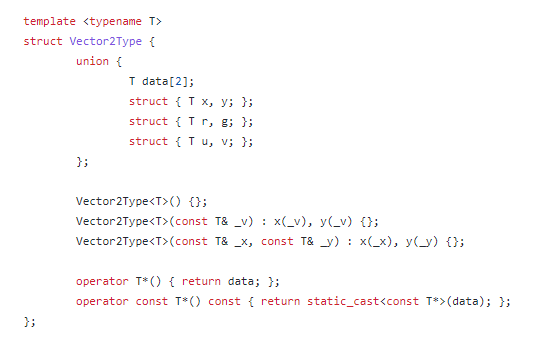 template <typename T>
struct Vector2Type {
        union {
                T data[2];
                struct { T x, y; };
                struct { T r, g; };
                struct { T u, v; };
        };

        Vector2Type<T>() {};
        Vector2Type<T>(const T& _v) : x(_v), y(_v) {};
        Vector2Type<T>(const T& _x, const T& _y) : x(_x), y(_y) {};

        operator T*() { return data; };
        operator const T*() const { return static_cast<const T*>(data); };
};